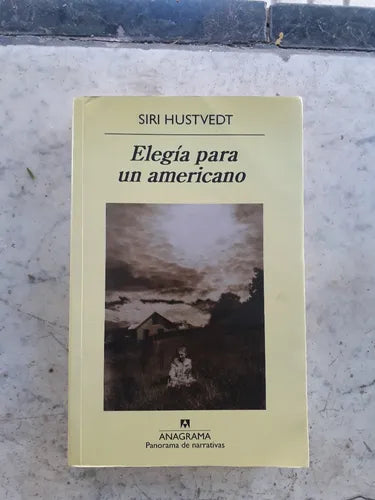 SIRI HUSTVEDT
Elegía para
un americano
ANAGRAMA
Panorama de narrativas